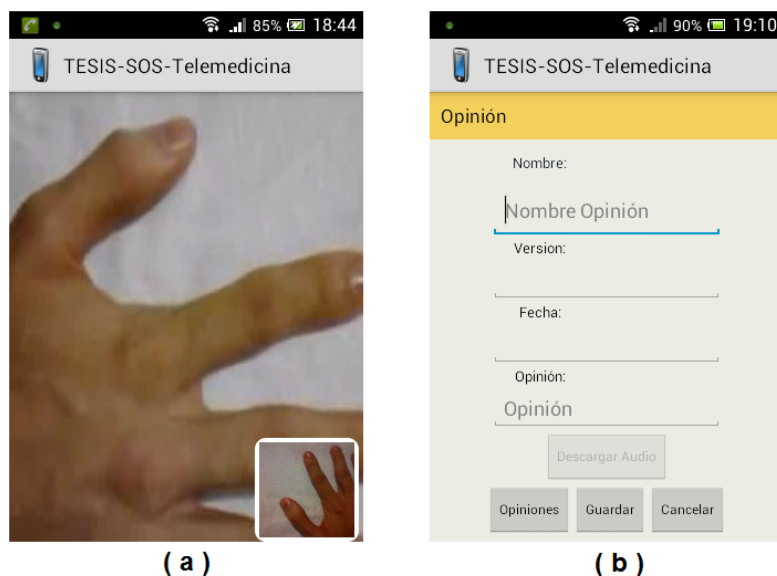 85% 18:44
TESIS-SOS-Telemedicina
( a )
90% 19:10
TESIS-SOS-Telemedicina
Opinión
Nombre:
Nombre Opinión
Version:
Fecha:
Opinión:
Opinión
Descargar Audio
Opiniones Guardar Cancelar
( b )